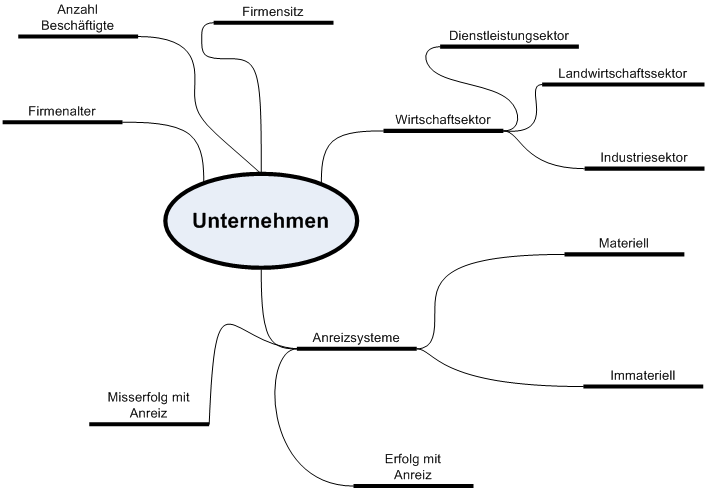 Anzahl
Beschäftigte
Firmensitz
Dienstleistungsektor
Landwirtschaftssektor
Firmenalter
Wirtschaftsektor
Industriesektor
Unternehmen
Materiell
Anreizsysteme
Immateriell
Misserfolg mit
Anreiz
Erfolg mit
Anreiz